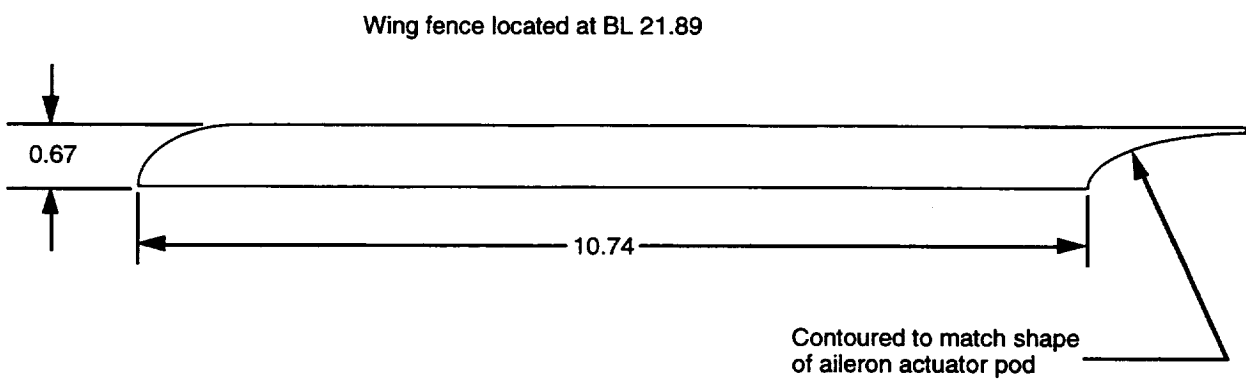 Wing fence located at BL 21.89
0.67
10.74
Contoured to match shape
of aileron actuator pod